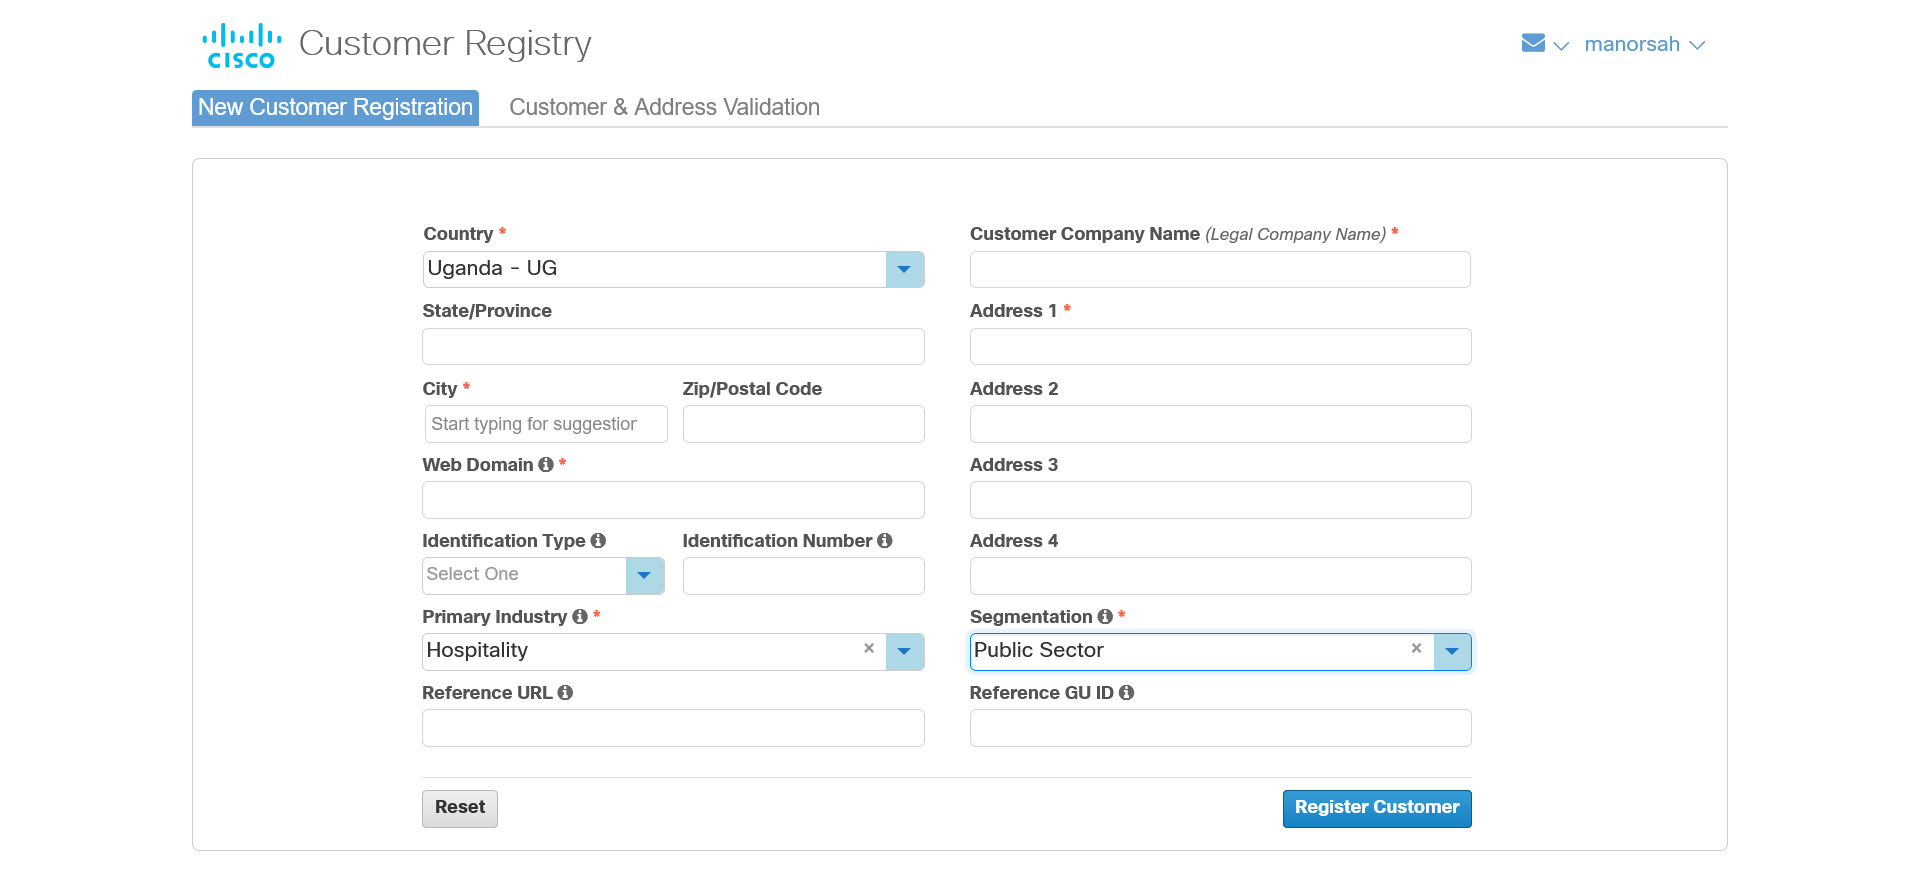 CISCO Customer Registry
manorsah
New Customer Registration Customer & Address Validation
Country * Customer Company Name (Legal Company Name) *
Uganda - UG
State/Province Address 1 *
City * Zip/Postal Code Address 2
Start typing for suggestior
Web Domain * Address 3
Identification Type Identification Number Address 4
Select One
Primary Industry * Segmentation *
Hospitality × Public Sector ×
Reference URL Reference GU ID
Reset Register Customer